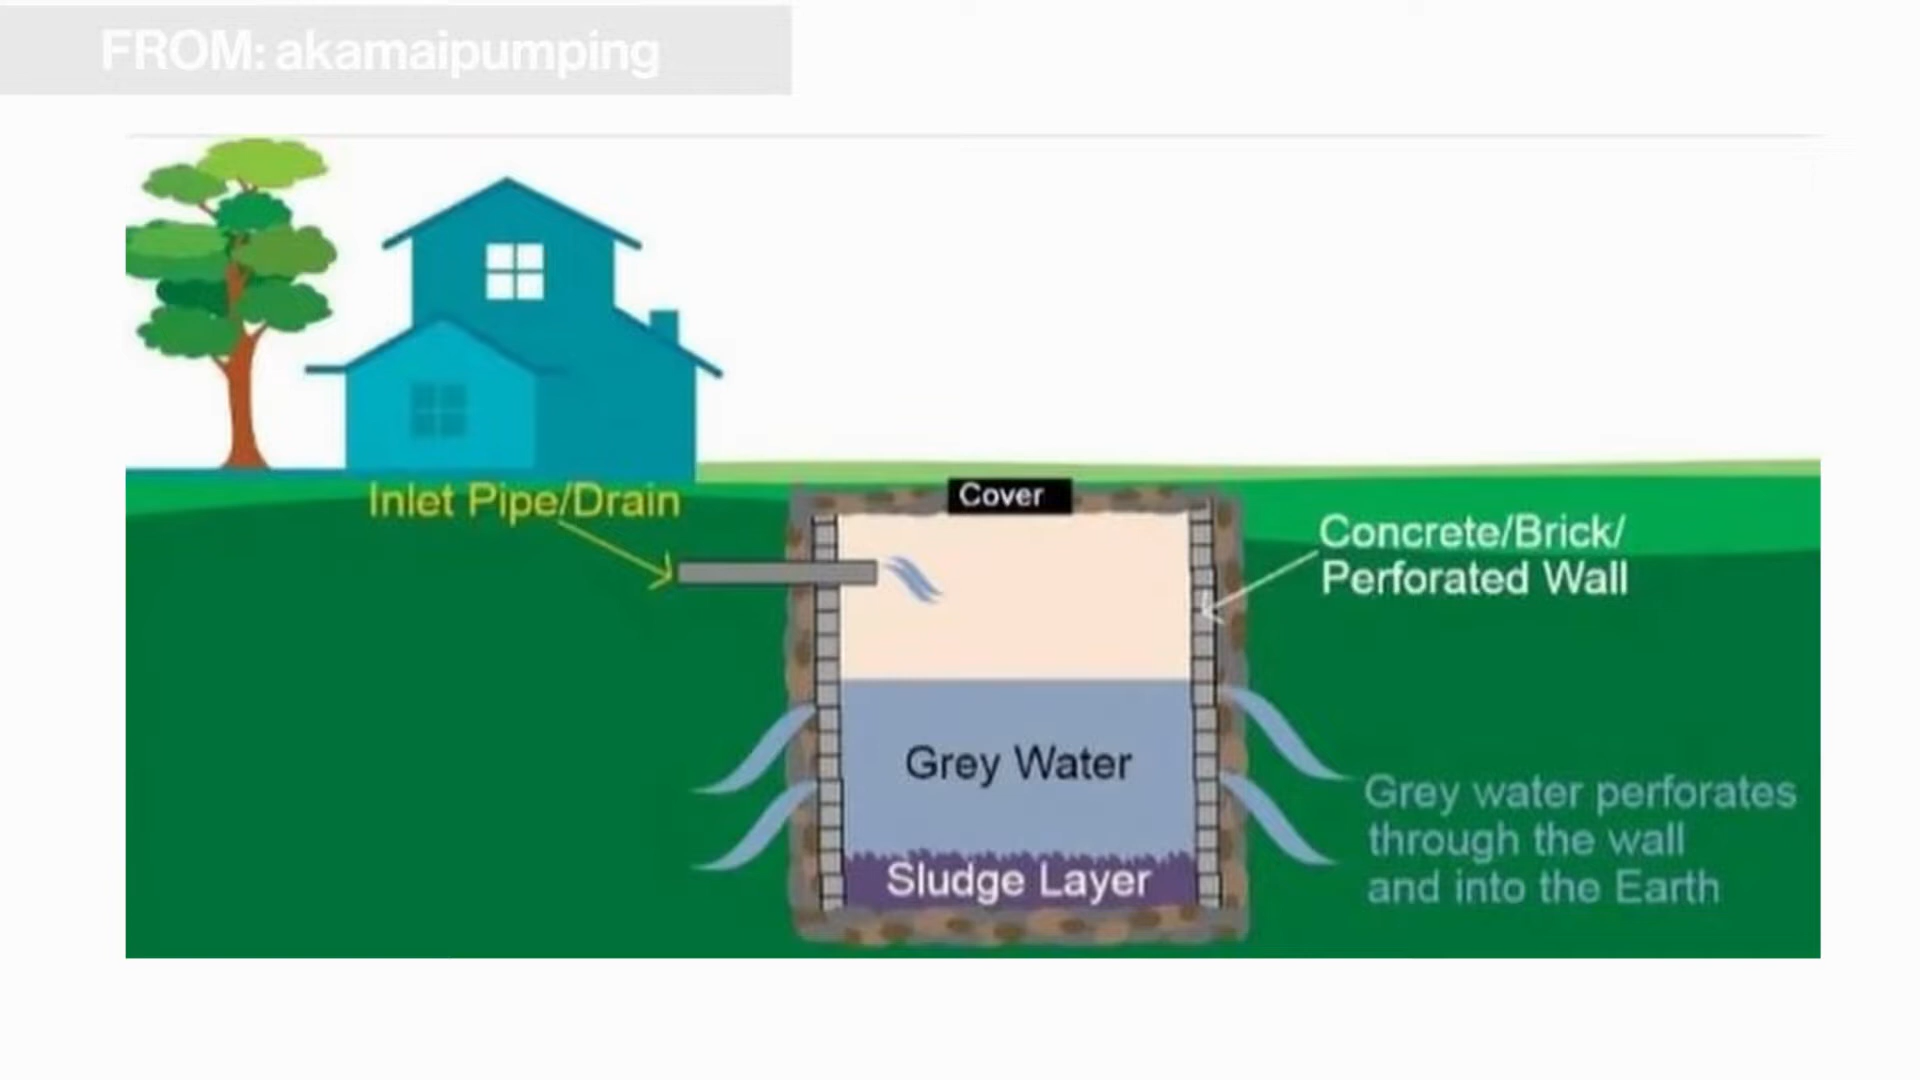 FROM: akamaipumping
Inlet Pipe/Drain
Cover
Concrete/Brick/
Perforated Wall
Grey Water
Grey water perforates
through the wall
and into the Earth
Sludge Layer